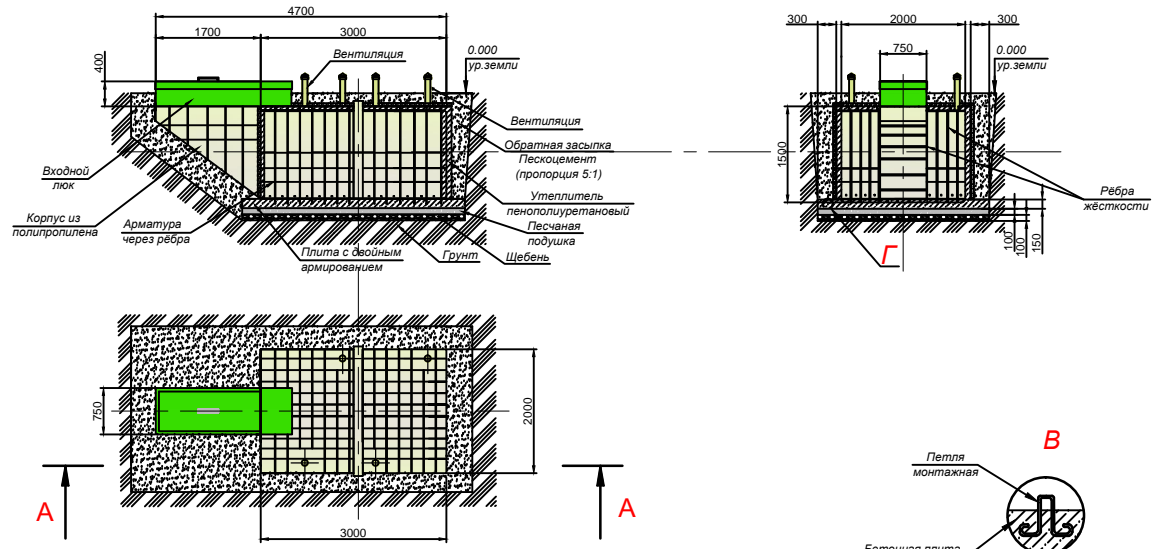 4700
1700
3000
400
Вентиляция
0.000
ур.земли
Вентиляция
Обратная засыпка
Пескоцемент
(пропорция 5:1)
Утеплитель
пенополиуретановый
Песчаная
подушка
Щебень
Грунт
Плита с двойным
армированием
Арматура
через рёбра
Корпус из
полипропилена
Входной
люк
300
2000
300
750
0.000
ур.земли
1500
Рёбра
жёсткости
100
100
150
Г
750
2000
3000
А
А
В
Петля
монтажная
Бетонная плита